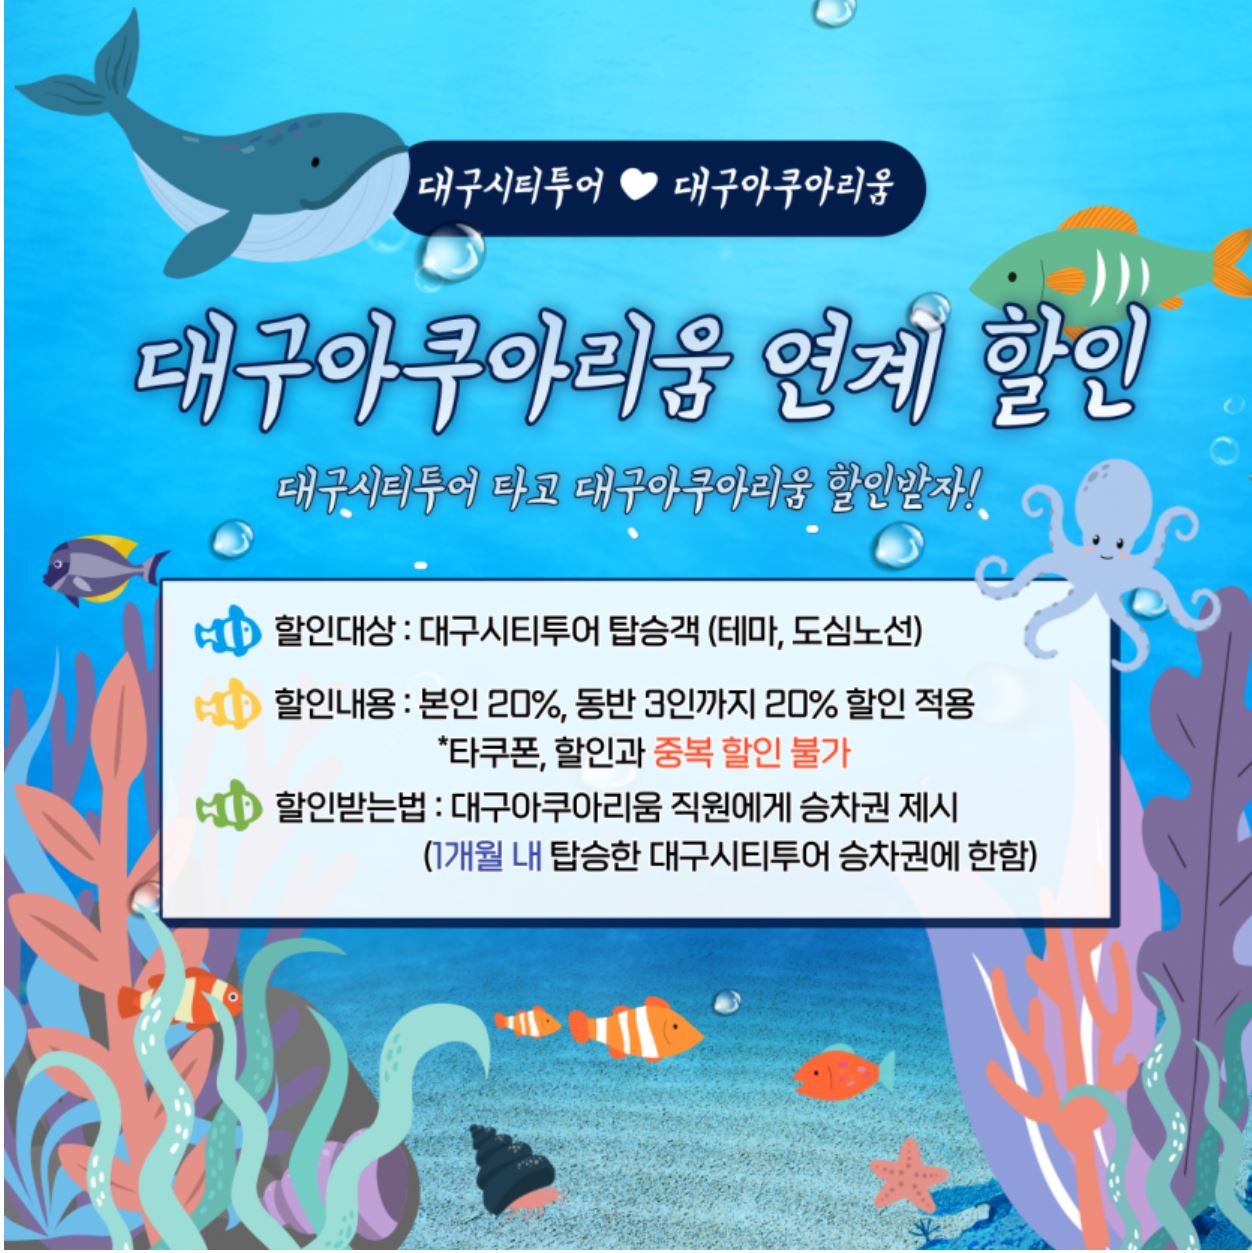 대구시티투어 ♥ 대구아쿠아리움
대구아쿠아리움 연계 할인
대구시티투어 타고 대구아쿠아리움 할인받자!
할인대상 : 대구시티투어 탑승객 (테마, 도심노선)
할인내용 : 본인 20%, 동반 3인까지 20% 할인 적용
*타쿠폰, 할인과 중복 할인 불가
할인받는법 : 대구아쿠아리움 직원에게 승차권 제시
(1개월 내 탑승한 대구시티투어 승차권에 한함)